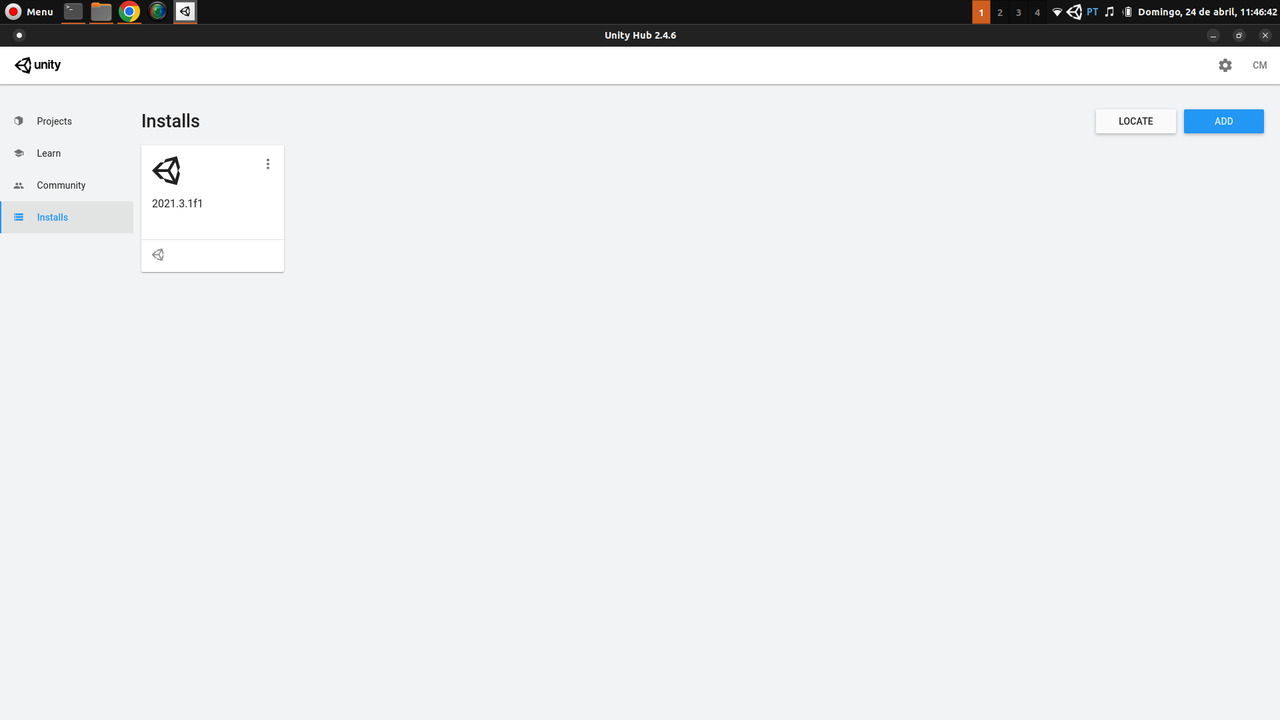 Menu 1 2 3 4 PT Domingo, 24 de abril, 11:46:42
Unity Hub 2.4.6
unity CM
Projects
Learn
Community
Installs
Installs
LOCATE ADD
2021.3.1f1